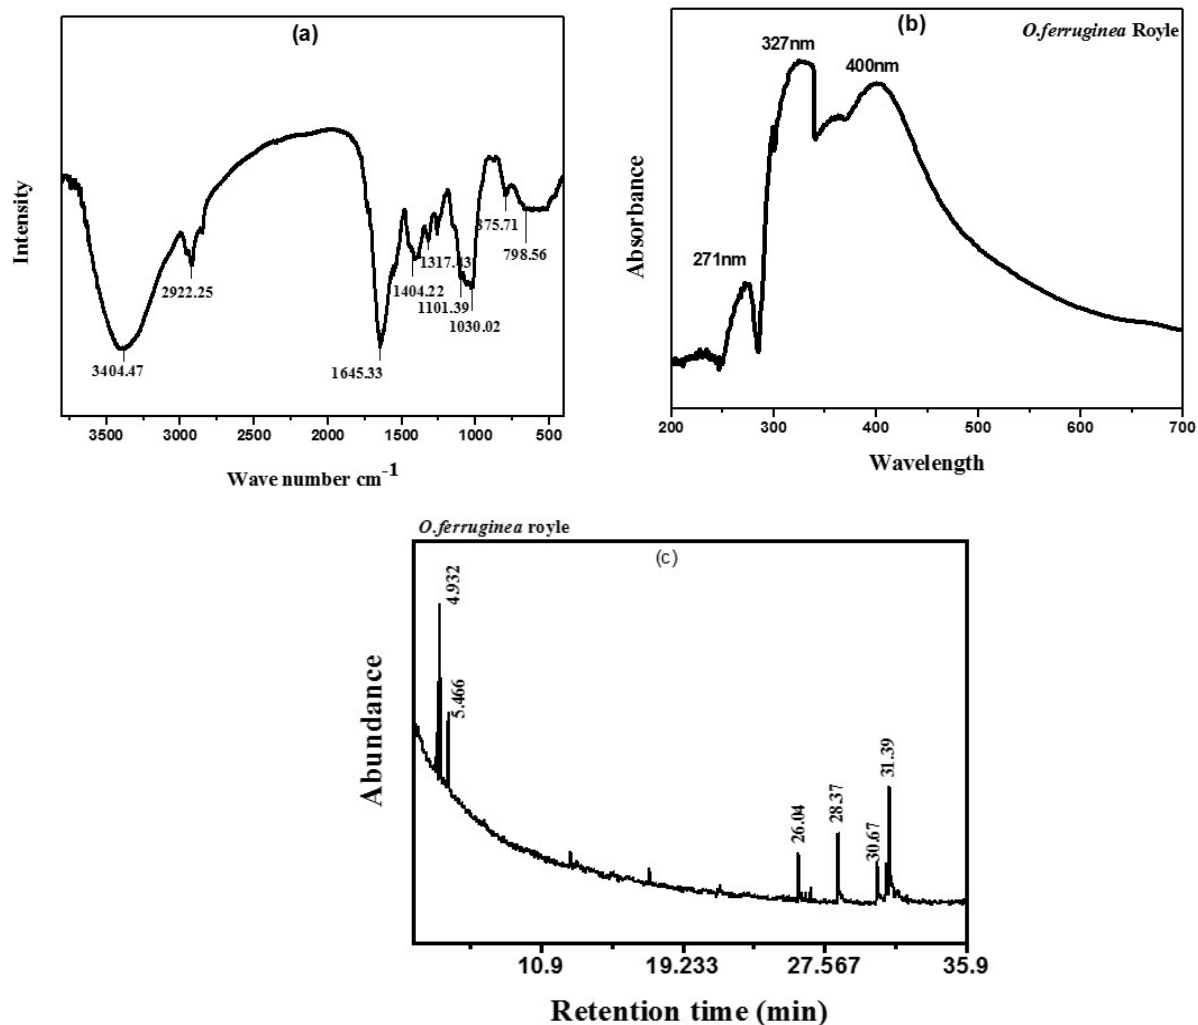 (a)
Intensity
3404.47
2922.25
1645.33
1404.22
1317.43
1101.39
1030.02
875.71
798.56
3500 3000 2500 2000 1500 1000 500
Wave number cm-1
(b)
O.ferruginea Royle
Absorbance
271nm
327nm
400nm
200 300 400 500 600 700
Wavelength
O.ferruginea royle
(c)
Abundance
4.932
5.466
26.04
28.37
30.67
31.39
10.9 19.233 27.567 35.9
Retention time (min)